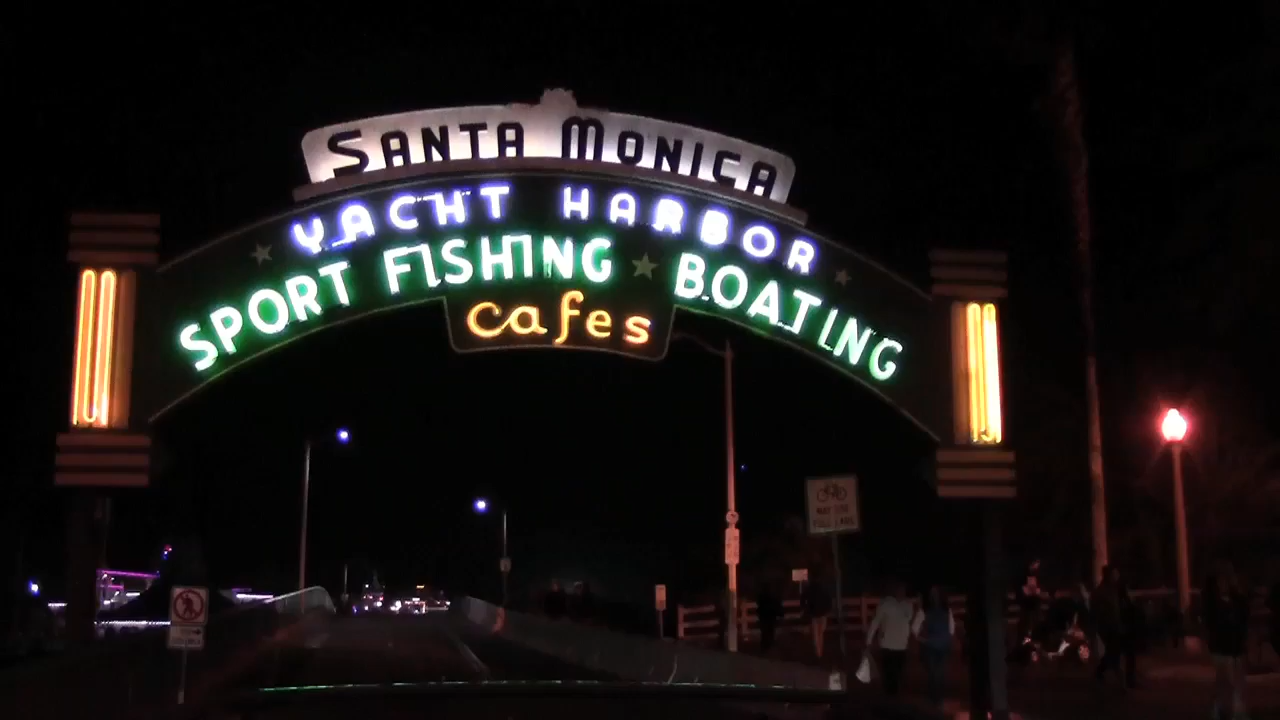 SANTA MONICA
YACHT HARBOR
SPORT FISHING ★ BOATING
cafes